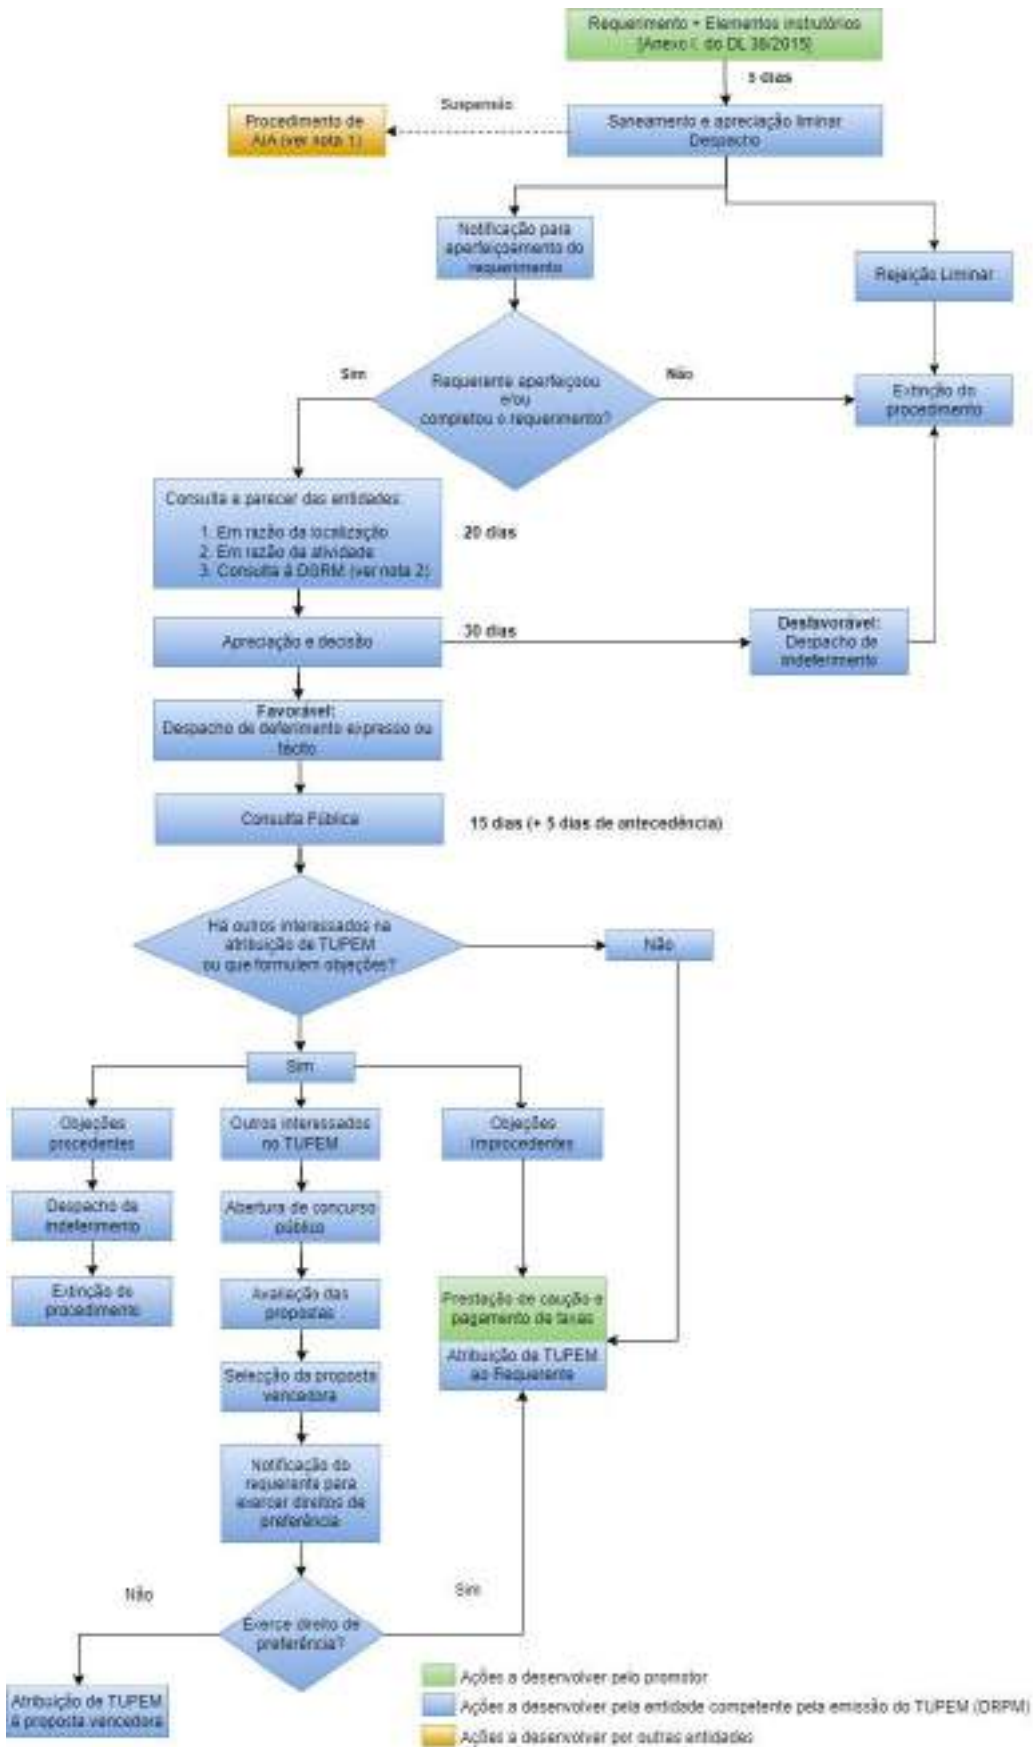 Requerimento + Elementos instrutórios
[Anexo I, do DL 38/2015]
5 dias
Suspensão
Procedimento de
AIA (ver nota 1)
Saneamento e apreciação liminar
Despacho
Notificação para
aperfeiçoamento do
requerimento
Rejeição Liminar
Sim
Requerente aperfeiçoou
e/ou
completou o requerimento?
Não
Extinção do
procedimento
Consulta e parecer das entidades
1. Em razão da localização
2. Em razão da atividade
3. Consulta à DGRM (ver nota 2)
20 dias
Apreciação e decisão
30 dias
Desfavorável:
Despacho de
indeferimento
Favorável:
Despacho de deferimento expresso ou
tácito
Consulta Pública
15 dias (+ 5 dias de antecedência)
Há outros interessados na
atribuição de TUPEM
ou que formulem objeções?
Não
Sim
Objeções
procedentes
Outros interessados
no TUPEM
Objeções
Improcedentes
Despacho de
indeferimento
Abertura de concurso
público
Extinção do
procedimento
Avaliação das
propostas
Prestação de caução e
pagamento de taxas
Atribuição de TUPEM
ao Requerente
Selecção da proposta
vencedora
Notificação do
requerente para
exercer direitos de
preferência
Não
Sim
Exerce direito de
preferência?
Atribuição de TUPEM
à proposta vencedora
Ações a desenvolver pelo promotor
Ações a desenvolver pela entidade competente pela emissão do TUPEM (DRPM)
Ações a desenvolver por outras entidades